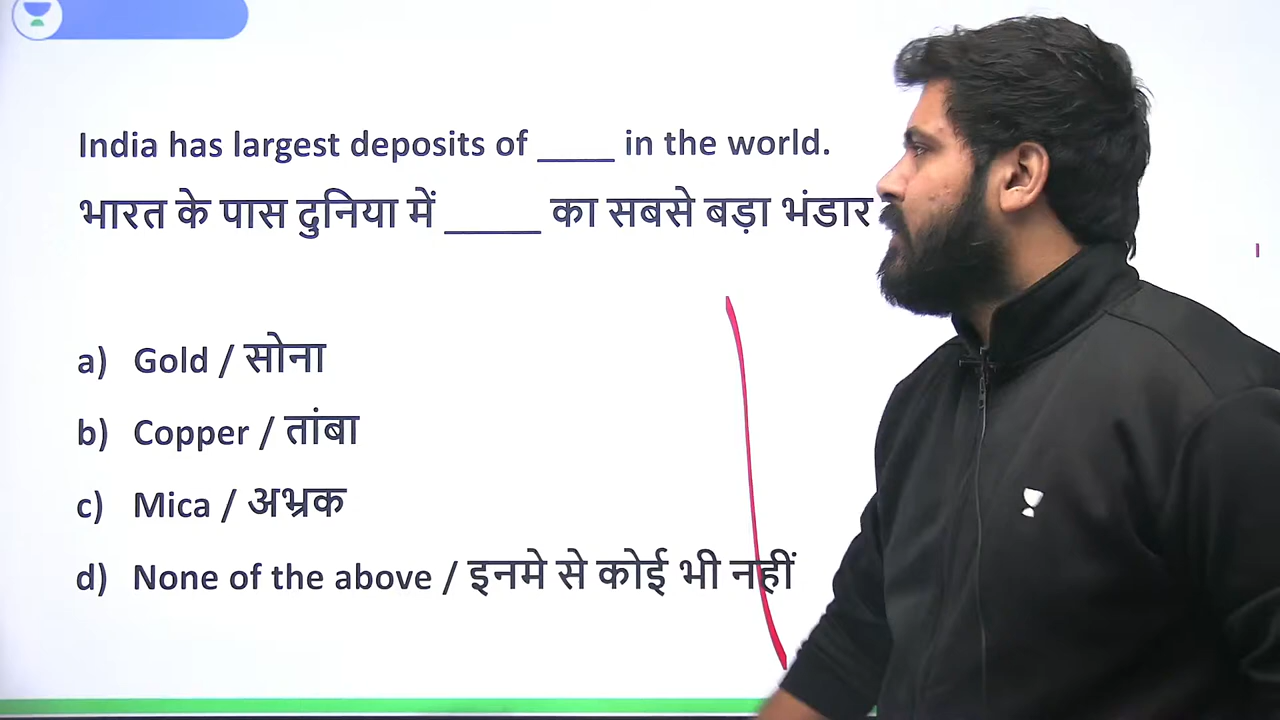 India has largest deposits of ____ in the world.
भारत के पास दुनिया में _____ का सबसे बड़ा भंडार
a) Gold / सोना
b) Copper / तांबा
c) Mica / अभ्रक
d) None of the above / इनमे से कोई भी नहीं